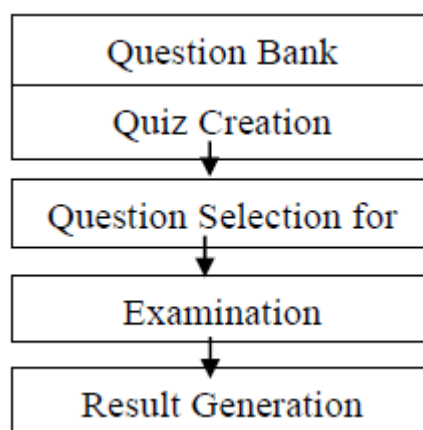 Question Bank
Quiz Creation
Question Selection for
Examination
Result Generation